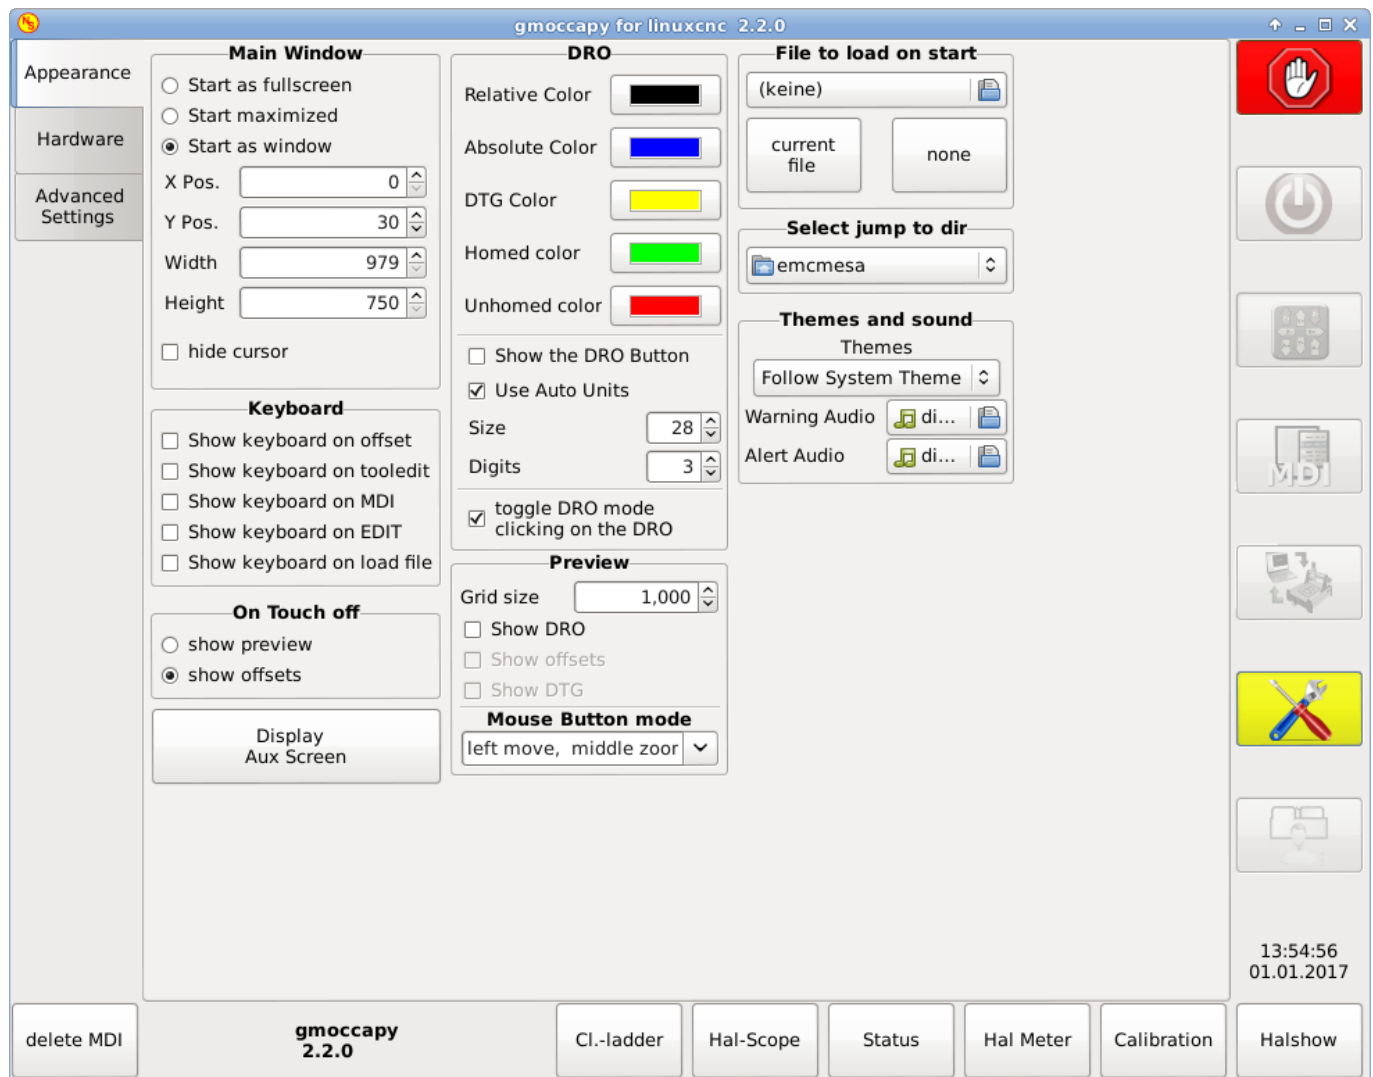 gmoccapy for linuxcnc 2.2.0
Appearance
Hardware
Advanced
Settings
Main Window
Start as fullscreen
Start maximized
Start as window
X Pos. 0
Y Pos. 30
Width 979
Height 750
hide cursor
Keyboard
Show keyboard on offset
Show keyboard on tooledit
Show keyboard on MDI
Show keyboard on EDIT
Show keyboard on load file
On Touch off
show preview
show offsets
Display
Aux Screen
DRO
Relative Color
Absolute Color
DTG Color
Homed color
Unhomed color
Show the DRO Button
Use Auto Units
Size 28
Digits 3
toggle DRO mode
clicking on the DRO
Preview
Grid size 1,000
Show DRO
Show offsets
Show DTG
Mouse Button mode
left move, middle zoor
File to load on start
(keine)
current
file
none
Select jump to dir
emcmesa
Themes and sound
Themes
Follow System Theme
Warning Audio di...
Alert Audio di...
MDI
13:54:56
01.01.2017
delete MDI
gmoccapy
2.2.0
Cl.-ladder
Hal-Scope
Status
Hal Meter
Calibration
Halshow